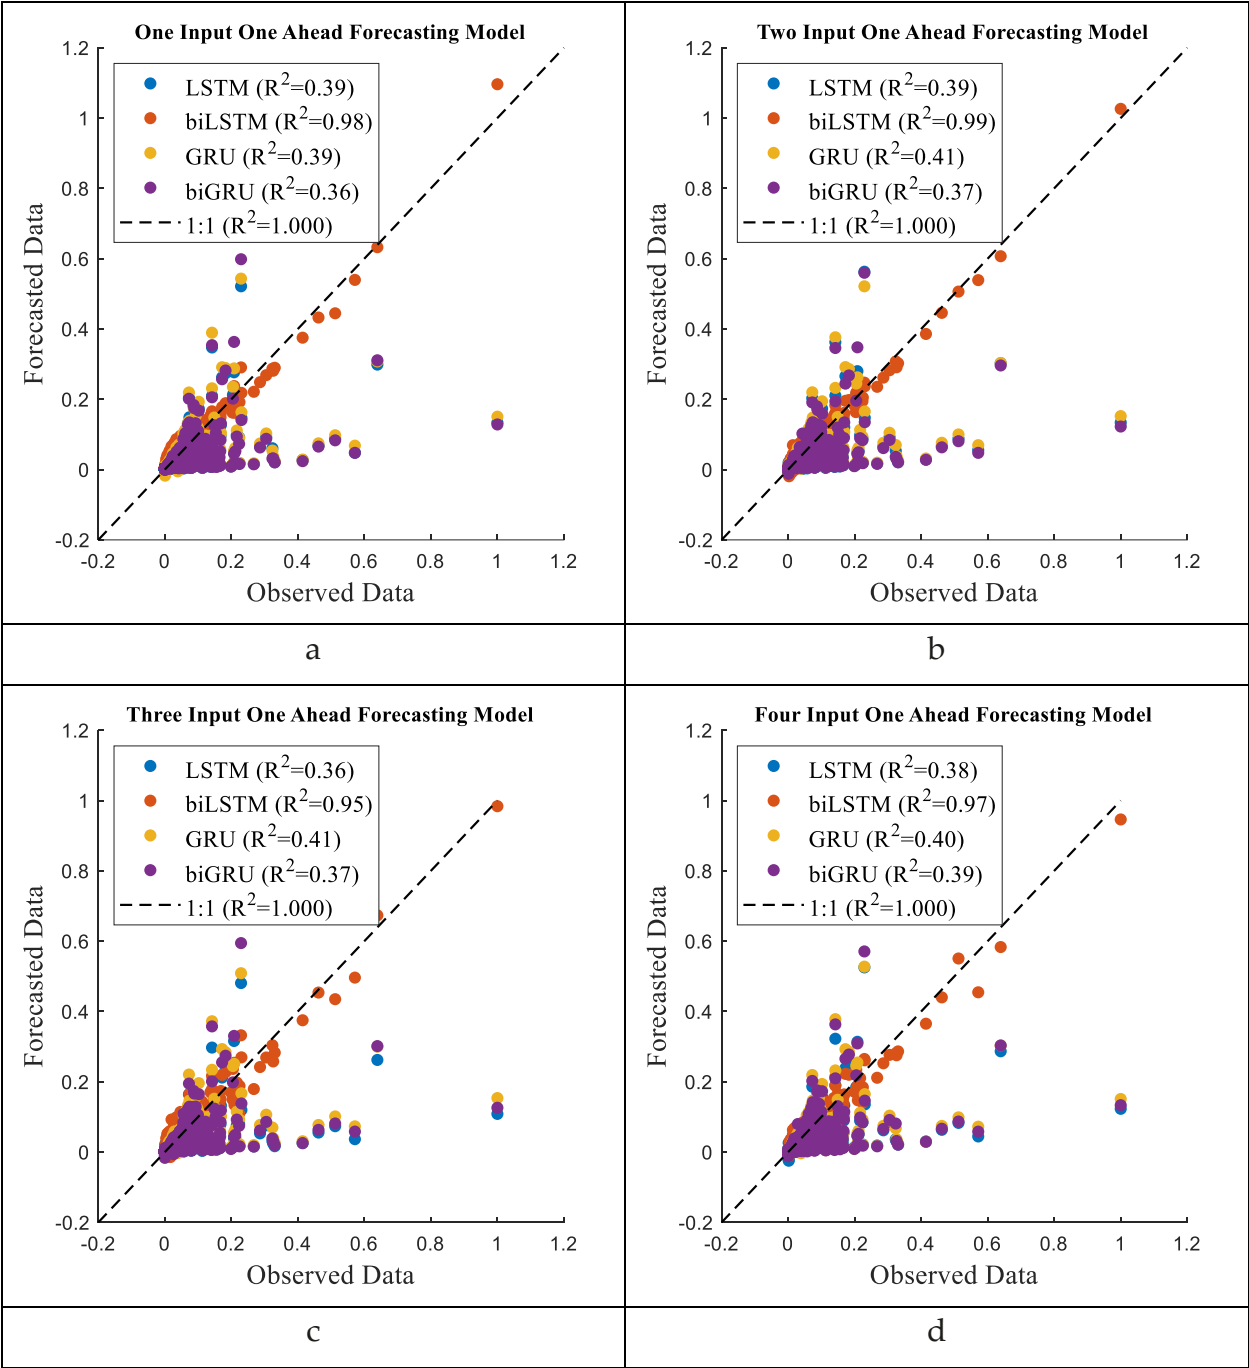 One Input One Ahead Forecasting Model
1.2
1
0.8
0.6
0.4
0.2
0
-0.2
LSTM (R²=0.39)
biLSTM (R²=0.98)
GRU (R²=0.39)
biGRU (R²=0.36)
1:1 (R²=1.000)
Forecasted Data
-0.2 0 0.2 0.4 0.6 0.8 1 1.2
Observed Data
a
Two Input One Ahead Forecasting Model
1.2
1
0.8
0.6
0.4
0.2
0
-0.2
LSTM (R²=0.39)
biLSTM (R²=0.99)
GRU (R²=0.41)
biGRU (R²=0.37)
1:1 (R²=1.000)
Forecasted Data
-0.2 0 0.2 0.4 0.6 0.8 1 1.2
Observed Data
b
Three Input One Ahead Forecasting Model
1.2
1
0.8
0.6
0.4
0.2
0
-0.2
LSTM (R²=0.36)
biLSTM (R²=0.95)
GRU (R²=0.41)
biGRU (R²=0.37)
1:1 (R²=1.000)
Forecasted Data
-0.2 0 0.2 0.4 0.6 0.8 1 1.2
Observed Data
c
Four Input One Ahead Forecasting Model
1.2
1
0.8
0.6
0.4
0.2
0
-0.2
LSTM (R²=0.38)
biLSTM (R²=0.97)
GRU (R²=0.40)
biGRU (R²=0.39)
1:1 (R²=1.000)
Forecasted Data
-0.2 0 0.2 0.4 0.6 0.8 1 1.2
Observed Data
d